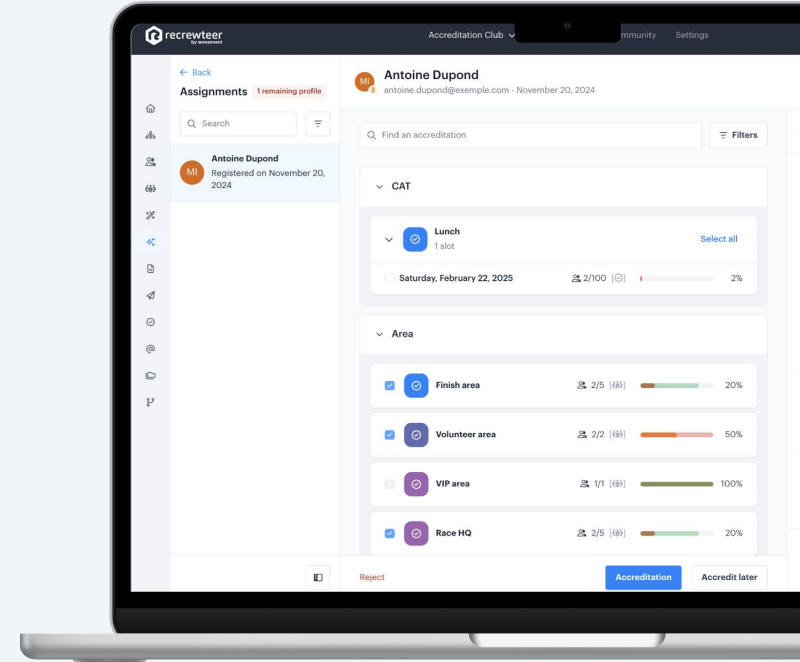 recrewteer
by weezevent
Accreditation Club
mmunity
Settings
← Back
Assignments
1 remaining profile
Search
MI
Antoine Dupond
Registered on November 20,
2024
MI
Antoine Dupond
antoine.dupond@exemple.com - November 20, 2024
Find an accreditation
Filters
CAT
Lunch
1 slot
Select all
Saturday, February 22, 2025
2/100
2%
Area
Finish area
2/5
20%
Volunteer area
2/2
50%
VIP area
1/1
100%
Race HQ
2/5
20%
Reject
Accreditation
Accredit later